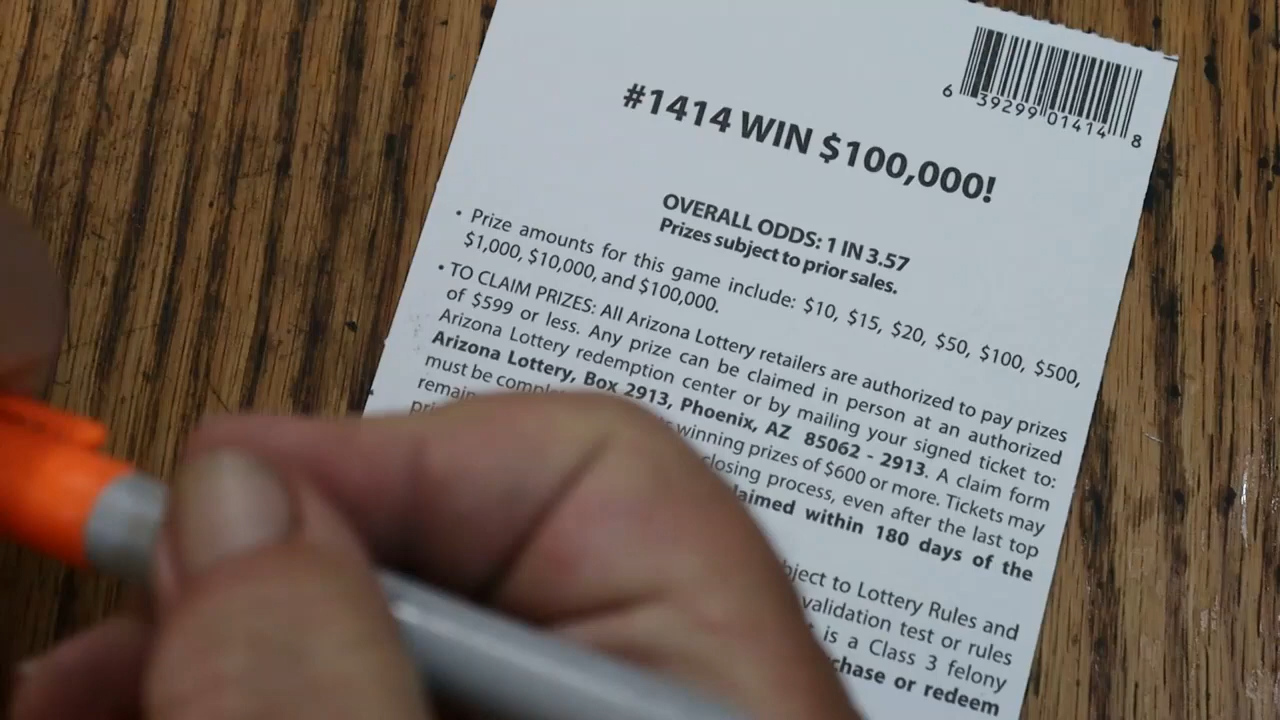 6 39299 01414 8
#1414 WIN $100,000!
OVERALL ODDS: 1 IN 3.57
Prizes subject to prior sales.
• Prize amounts for this game include: $10, $15, $20, $50, $100, $500,
$1,000, $10,000, and $100,000.
• TO CLAIM PRIZES: All Arizona Lottery retailers are authorized to pay prizes
of $599 or less. Any prize can be claimed in person at an authorized
Arizona Lottery redemption center or by mailing your signed ticket to:
Arizona Lottery, Box 2913, Phoenix, AZ 85062 - 2913. A claim form
must be winning prizes of $600 or more. Tickets may
closing process, even after the last top
within 180 days of the
to Lottery Rules and
validation test or rules
is a Class 3 felony
or redeem